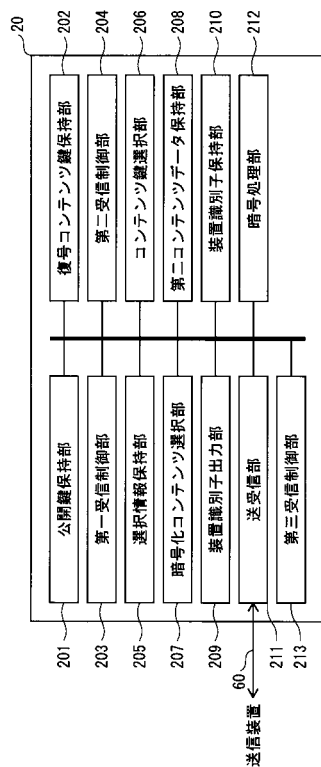 20
公開鍵保持部
201
復号コンテンツ鍵保持部
202
第一受信制御部
203
第二受信制御部
204
選択情報保持部
205
コンテンツ鍵選択部
206
暗号化コンテンツ選択部
207
第二コンテンツデータ保持部
208
装置識別子出力部
209
装置識別子保持部
210
送受信部
211
暗号処理部
212
第三受信制御部
213
60
送信装置